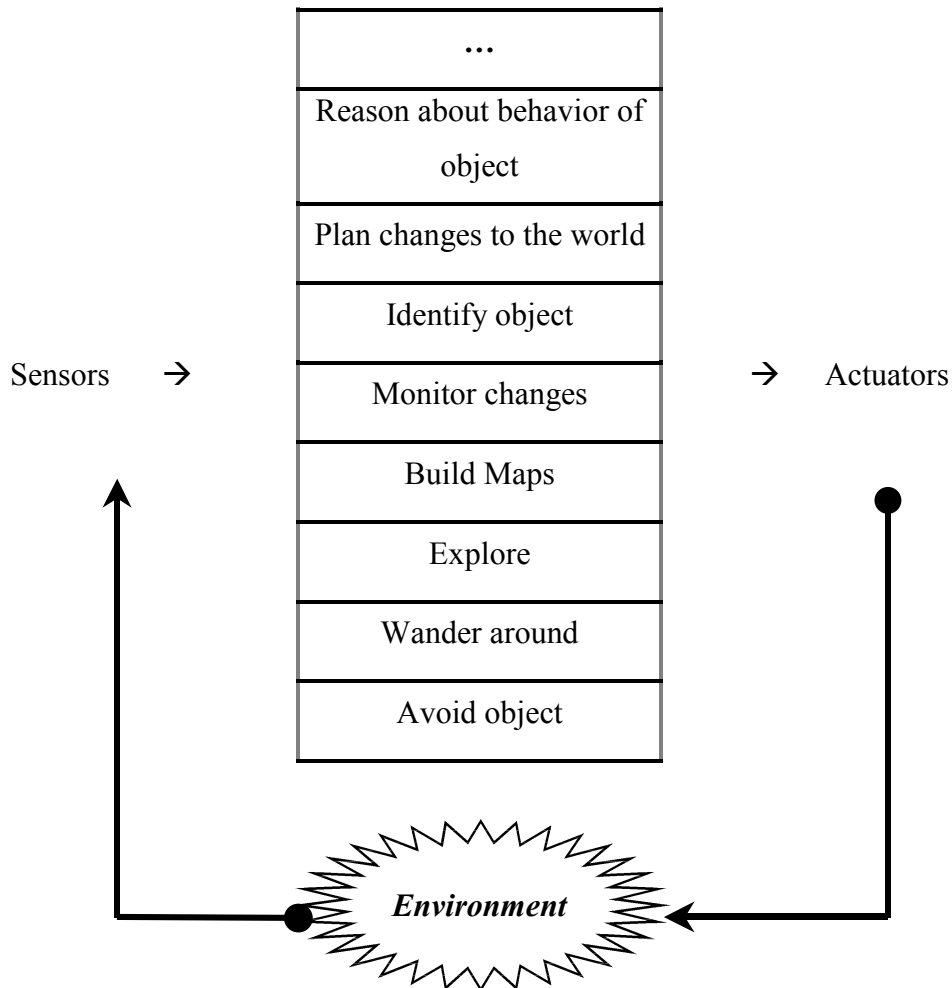 ...
Reason about behavior of
object
Plan changes to the world
Identify object
Sensors → → Actuators
Monitor changes
Build Maps
Explore
Wander around
Avoid object
Environment